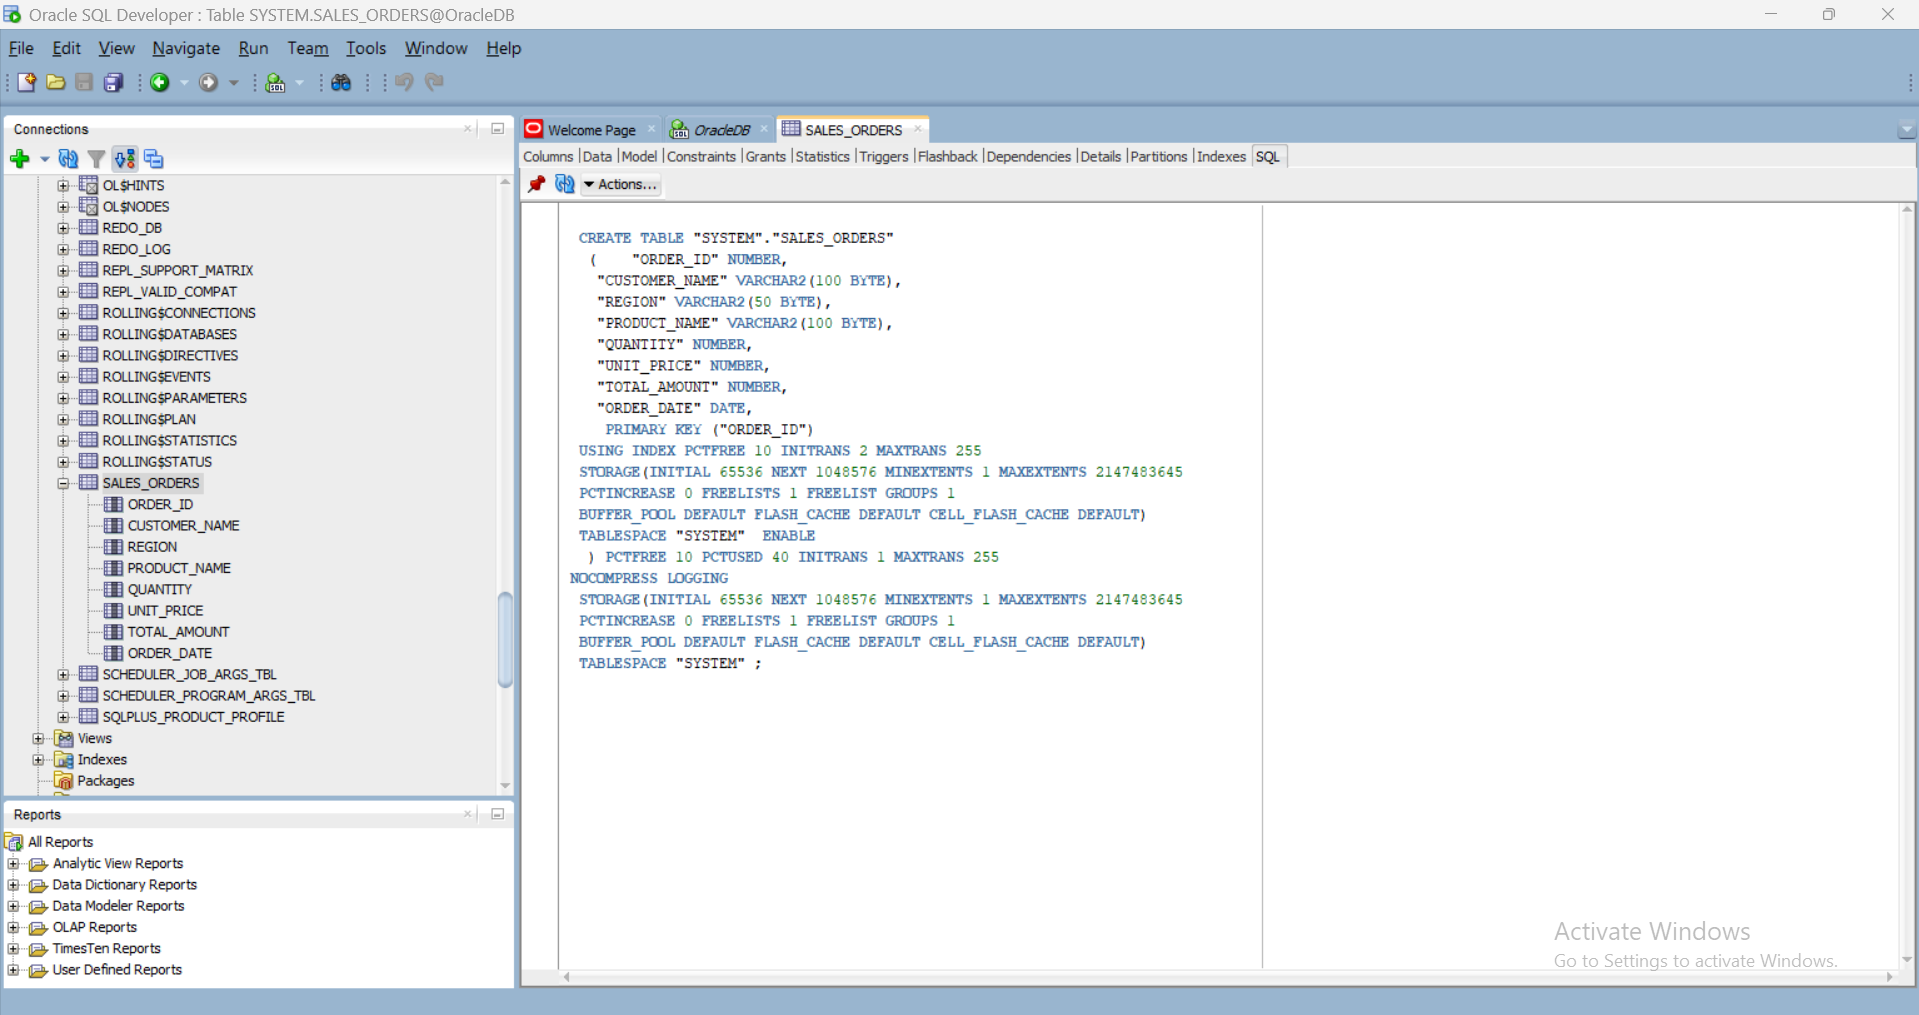 Oracle SQL Developer : Table SYSTEM.SALES_ORDERS@OracleDB
File Edit View Navigate Run Team Tools Window Help
Connections
OL$HINTS
OL$NODES
REDO_DB
REDO_LOG
REPL_SUPPORT_MATRIX
REPL_VALID_COMPAT
ROLLING$CONNECTIONS
ROLLING$DATABASES
ROLLING$DIRECTIVES
ROLLING$EVENTS
ROLLING$PARAMETERS
ROLLING$PLAN
ROLLING$STATISTICS
ROLLING$STATUS
SALES_ORDERS
ORDER_ID
CUSTOMER_NAME
REGION
PRODUCT_NAME
QUANTITY
UNIT_PRICE
TOTAL_AMOUNT
ORDER_DATE
SCHEDULER_JOB_ARGS_TBL
SCHEDULER_PROGRAM_ARGS_TBL
SQLPLUS_PRODUCT_PROFILE
Views
Indexes
Packages
Reports
All Reports
Analytic View Reports
Data Dictionary Reports
Data Modeler Reports
OLAP Reports
TimesTen Reports
User Defined Reports
Welcome Page OracleDB SALES_ORDERS
Columns |Data |Model |Constraints |Grants |Statistics |Triggers |Flashback |Dependencies |Details |Partitions |Indexes |SQL
Actions...
CREATE TABLE "SYSTEM"."SALES_ORDERS"
( "ORDER_ID" NUMBER,
"CUSTOMER_NAME" VARCHAR2(100 BYTE),
"REGION" VARCHAR2(50 BYTE),
"PRODUCT_NAME" VARCHAR2(100 BYTE),
"QUANTITY" NUMBER,
"UNIT_PRICE" NUMBER,
"TOTAL_AMOUNT" NUMBER,
"ORDER_DATE" DATE,
PRIMARY KEY ("ORDER_ID")
USING INDEX PCTFREE 10 INITRANS 2 MAXTRANS 255
STORAGE(INITIAL 65536 NEXT 1048576 MINEXTENTS 1 MAXEXTENTS 2147483645
PCTINCREASE 0 FREELISTS 1 FREELIST GROUPS 1
BUFFER_POOL DEFAULT FLASH_CACHE DEFAULT CELL_FLASH_CACHE DEFAULT)
TABLESPACE "SYSTEM" ENABLE
) PCTFREE 10 PCTUSED 40 INITRANS 1 MAXTRANS 255
NOCOMPRESS LOGGING
STORAGE(INITIAL 65536 NEXT 1048576 MINEXTENTS 1 MAXEXTENTS 2147483645
PCTINCREASE 0 FREELISTS 1 FREELIST GROUPS 1
BUFFER_POOL DEFAULT FLASH_CACHE DEFAULT CELL_FLASH_CACHE DEFAULT)
TABLESPACE "SYSTEM" ;
Activate Windows
Go to Settings to activate Windows.